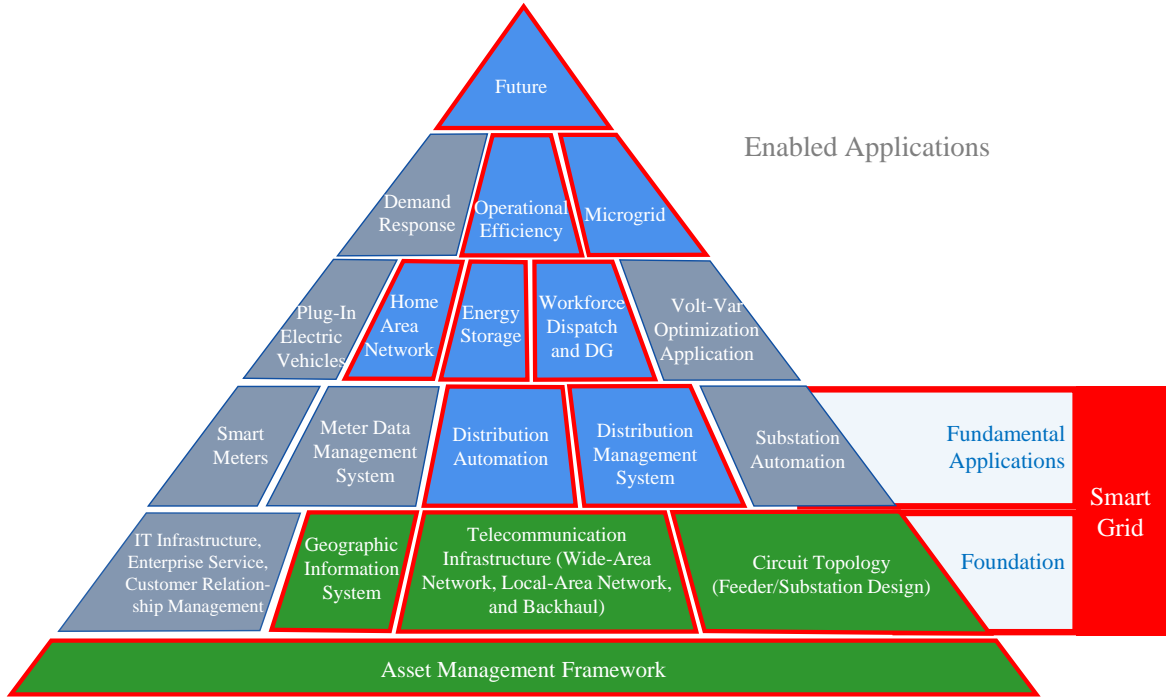 Future
Enabled Applications
Demand
Response
Operational
Efficiency
Microgrid
Plug-In
Electric
Vehicles
Home
Area
Network
Energy
Storage
Workforce
Dispatch
and DG
Volt-Var
Optimization
Application
Smart
Meters
Meter Data
Management
System
Distribution
Automation
Distribution
Management
System
Substation
Automation
Fundamental
Applications
Smart
Grid
IT Infrastructure,
Enterprise Service,
Customer Relation-
ship Management
Geographic
Information
System
Telecommunication
Infrastructure (Wide-Area
Network, Local-Area Network,
and Backhaul)
Circuit Topology
(Feeder/Substation Design)
Foundation
Asset Management Framework